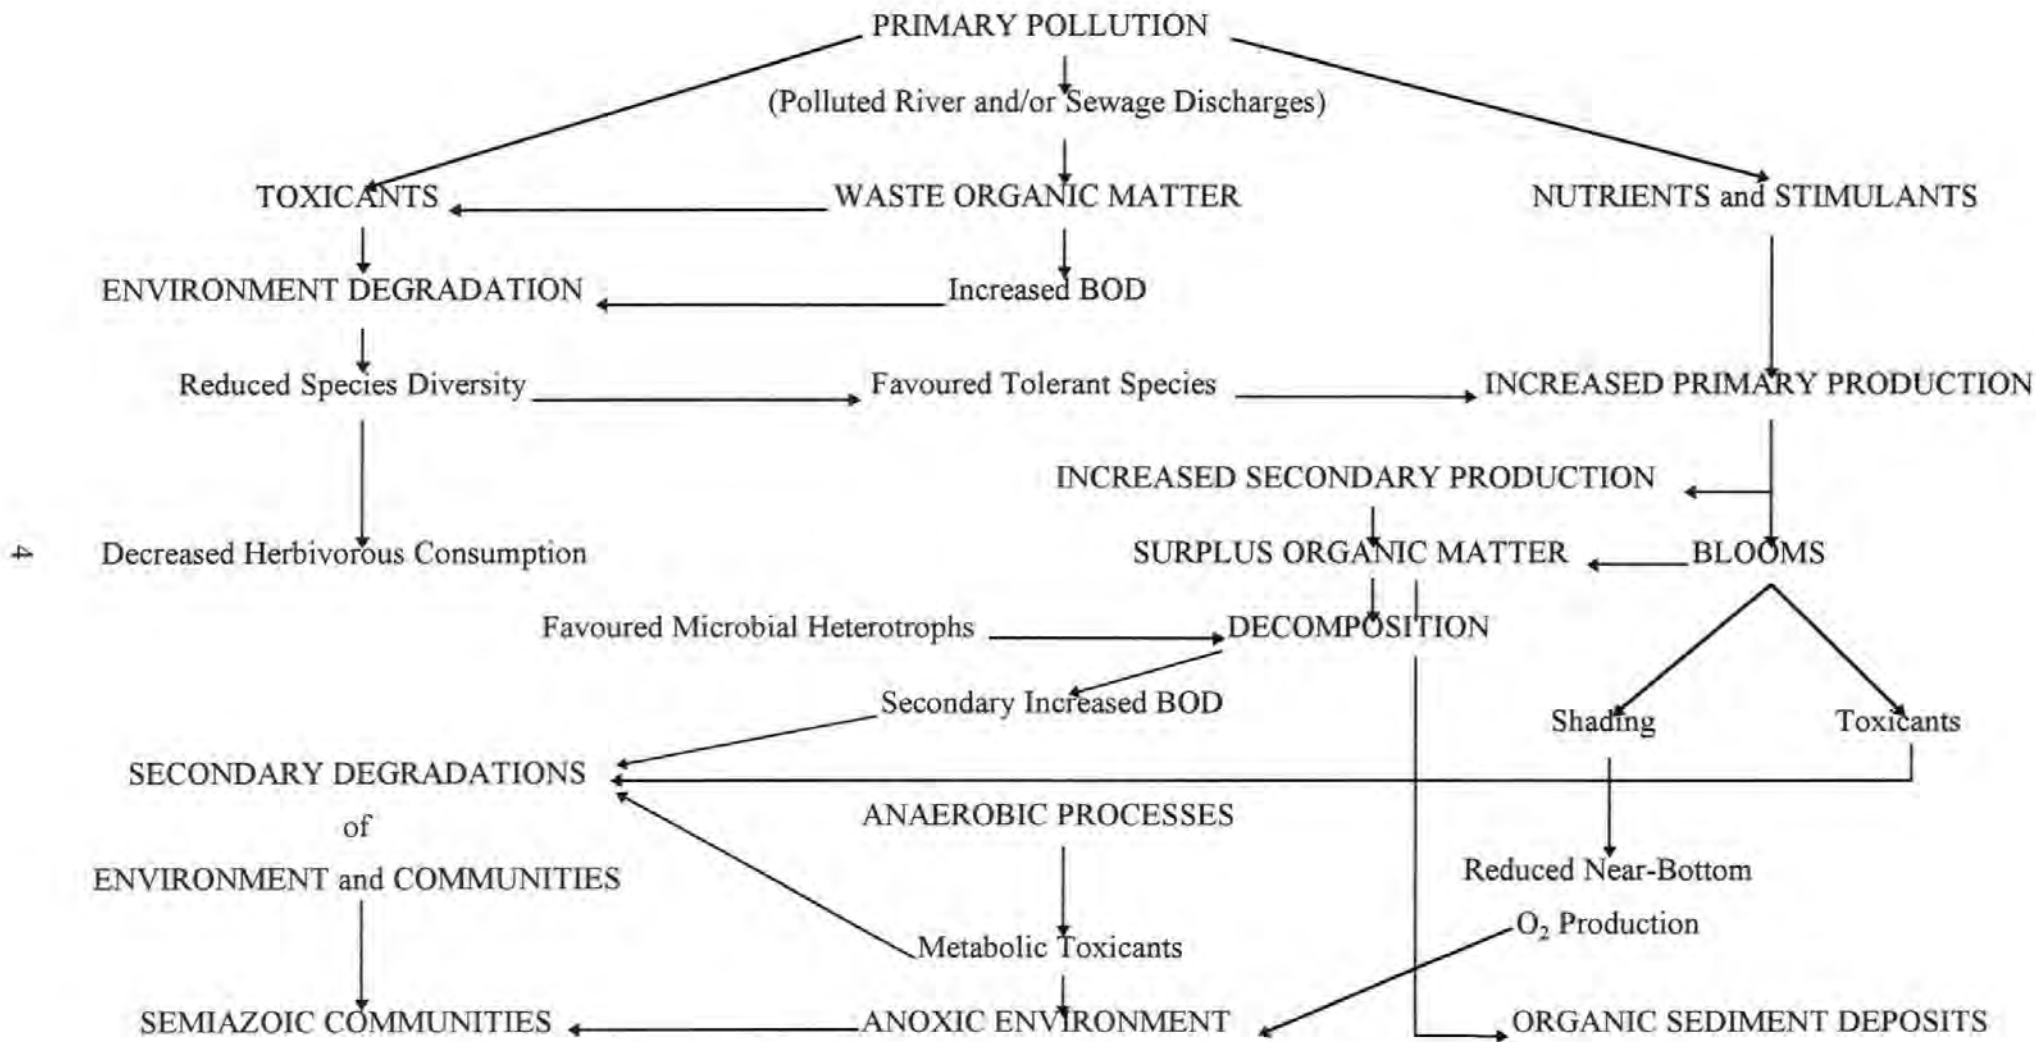 PRIMARY POLLUTION
(Polluted River and/or Sewage Discharges)
TOXICANTS
WASTE ORGANIC MATTER
NUTRIENTS and STIMULANTS
ENVIRONMENT DEGRADATION
Increased BOD
Reduced Species Diversity
Favoured Tolerant Species
INCREASED PRIMARY PRODUCTION
INCREASED SECONDARY PRODUCTION
4
Decreased Herbivorous Consumption
SURPLUS ORGANIC MATTER
BLOOMS
Favoured Microbial Heterotrophs
DECOMPOSITION
Secondary Increased BOD
Shading
Toxicants
SECONDARY DEGRADATIONS
of
ENVIRONMENT and COMMUNITIES
ANAEROBIC PROCESSES
Reduced Near-Bottom
O₂ Production
Metabolic Toxicants
SEMIAZOIC COMMUNITIES
ANOXIC ENVIRONMENT
ORGANIC SEDIMENT DEPOSITS